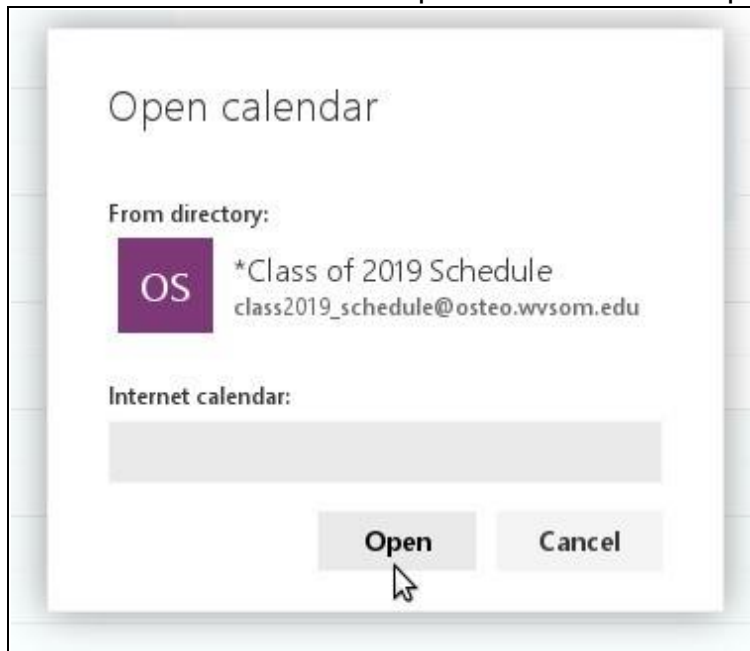 Open calendar
From directory:
OS
*Class of 2019 Schedule
class2019_schedule@osteo.wvsom.edu
Internet calendar:
Open
Cancel